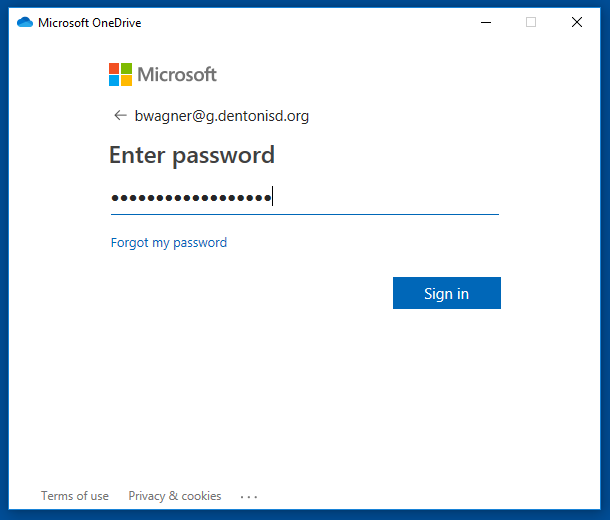 Microsoft OneDrive
Microsoft
bwagner@g.dentonisd.org
Enter password
••••••••••••••••••
Forgot my password
Sign in
Terms of use Privacy & cookies ...